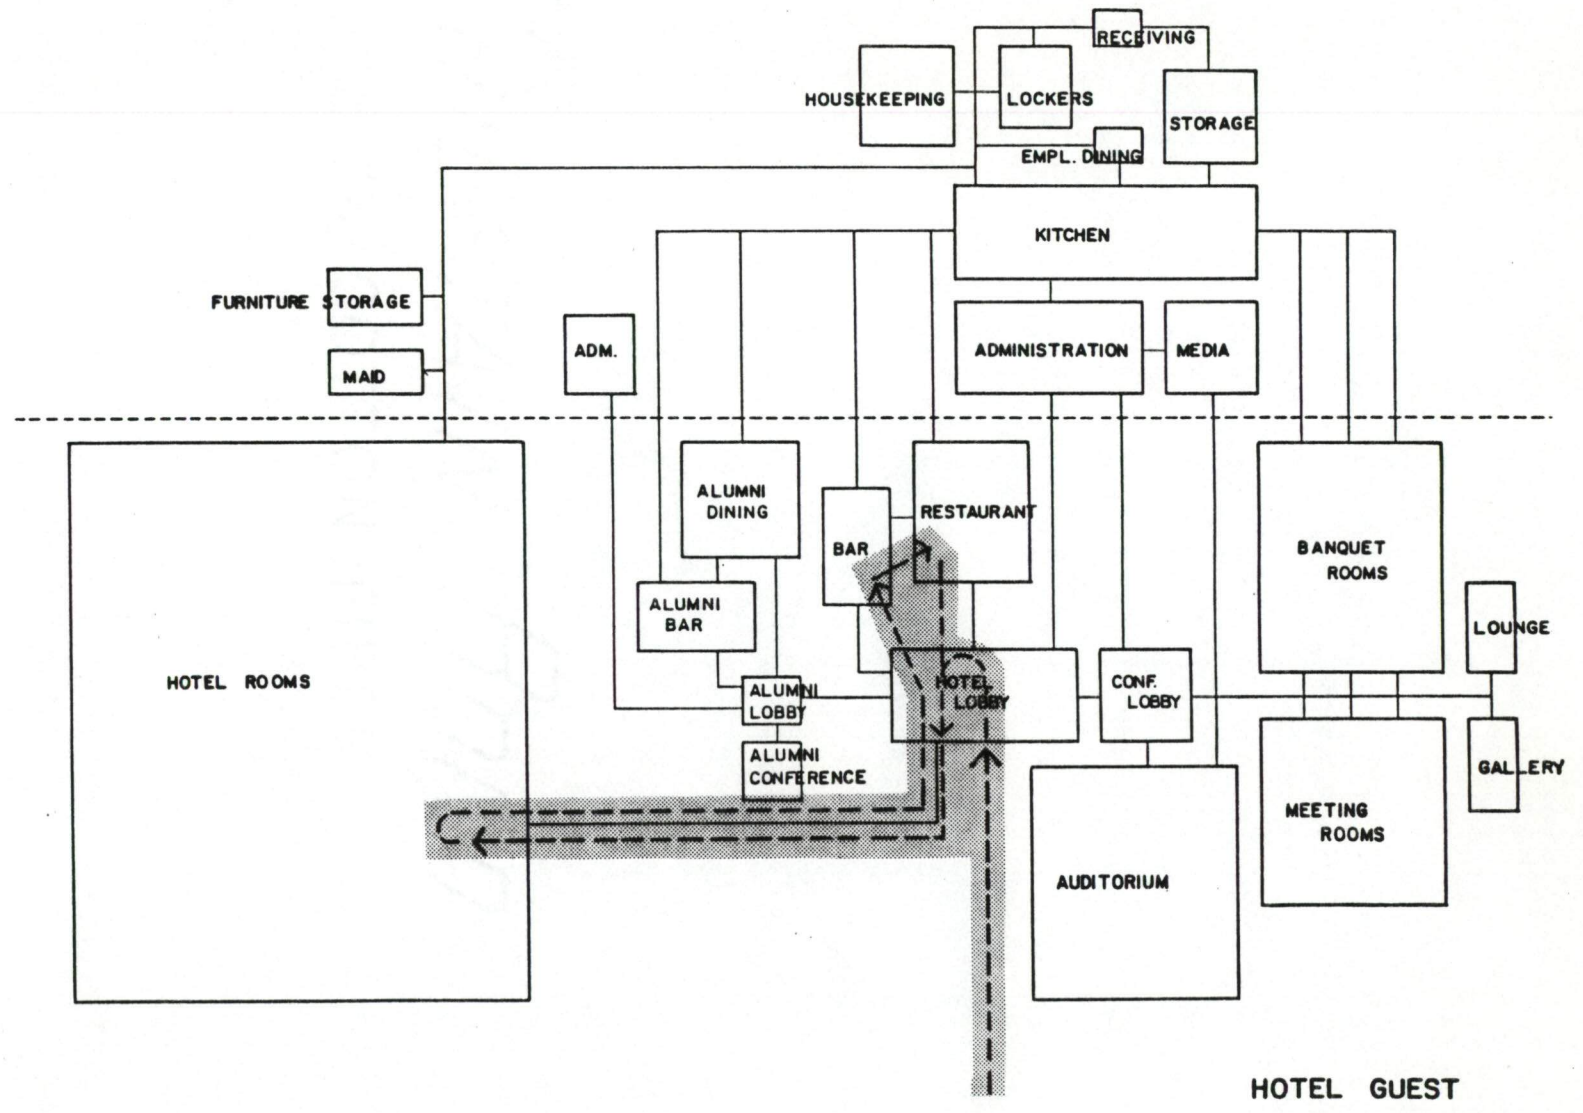 RECEIVING
HOUSEKEEPING
LOCKERS
STORAGE
EMPL. DINING
KITCHEN
FURNITURE STORAGE
ADM.
ADMINISTRATION
MEDIA
MAID
ALUMNI
DINING
RESTAURANT
BAR
BANQUET
ROOMS
ALUMNI
BAR
LOUNGE
HOTEL ROOMS
ALUMNI
LOBBY
HOTEL
LOBBY
CONF.
LOBBY
ALUMNI
CONFERENCE
GALLERY
MEETING
ROOMS
AUDITORIUM
HOTEL GUEST